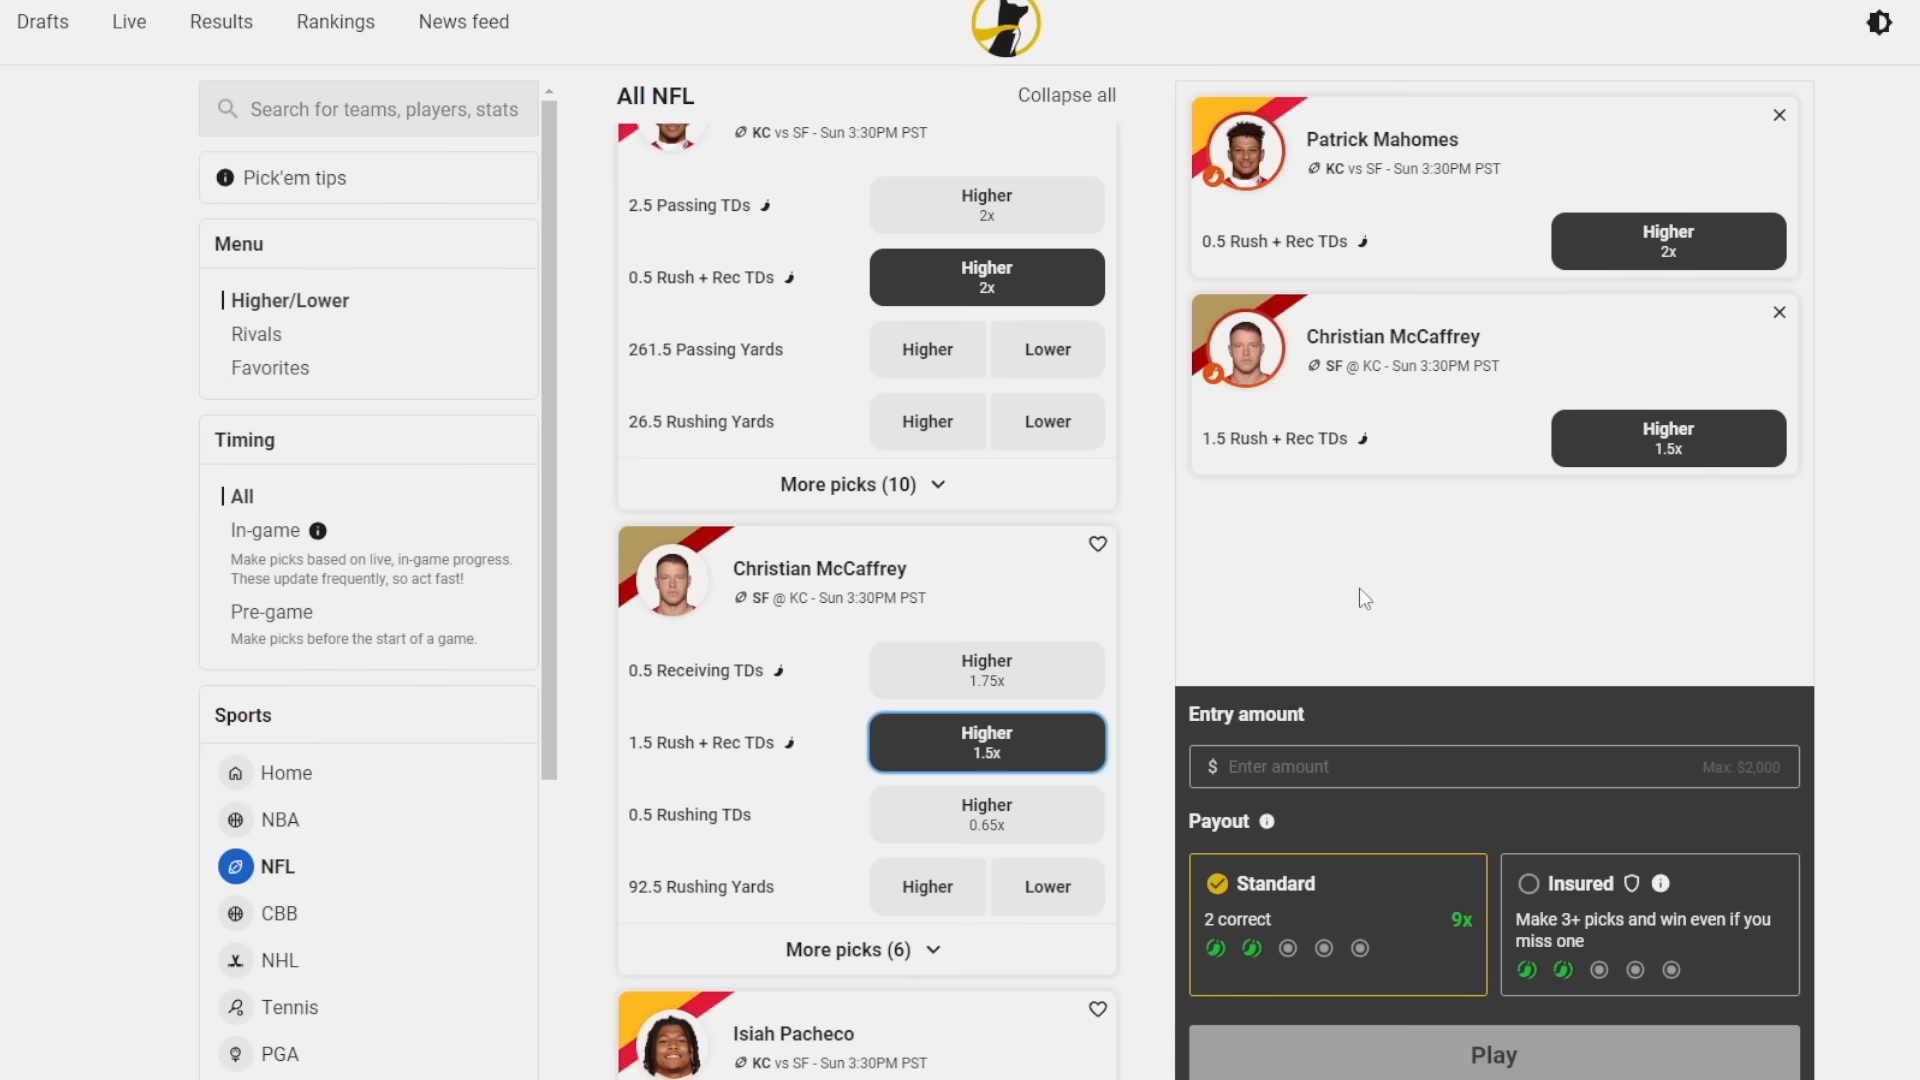 Drafts
Live
Results
Rankings
News feed
Search for teams, players, stats
Pick'em tips
Menu
Higher/Lower
Rivals
Favorites
Timing
All
In-game
Make picks based on live, in-game progress.
These update frequently, so act fast!
Pre-game
Make picks before the start of a game.
Sports
Home
NBA
NFL
CBB
NHL
Tennis
PGA
All NFL
Collapse all
KC vs SF - Sun 3:30PM PST
2.5 Passing TDs
Higher
2x
0.5 Rush + Rec TDs
Higher
2x
261.5 Passing Yards
Higher
Lower
26.5 Rushing Yards
Higher
Lower
More picks (10)
Christian McCaffrey
SF @ KC - Sun 3:30PM PST
0.5 Receiving TDs
Higher
1.75x
1.5 Rush + Rec TDs
Higher
1.5x
0.5 Rushing TDs
Higher
0.65x
92.5 Rushing Yards
Higher
Lower
More picks (6)
Isiah Pacheco
KC vs SF - Sun 3:30PM PST
Patrick Mahomes
KC vs SF - Sun 3:30PM PST
0.5 Rush + Rec TDs
Higher
2x
Christian McCaffrey
SF @ KC - Sun 3:30PM PST
1.5 Rush + Rec TDs
Higher
1.5x
Entry amount
$ Enter amount
Max: $2,000
Payout
Standard
2 correct
9x
Insured
Make 3+ picks and win even if you
miss one
Play